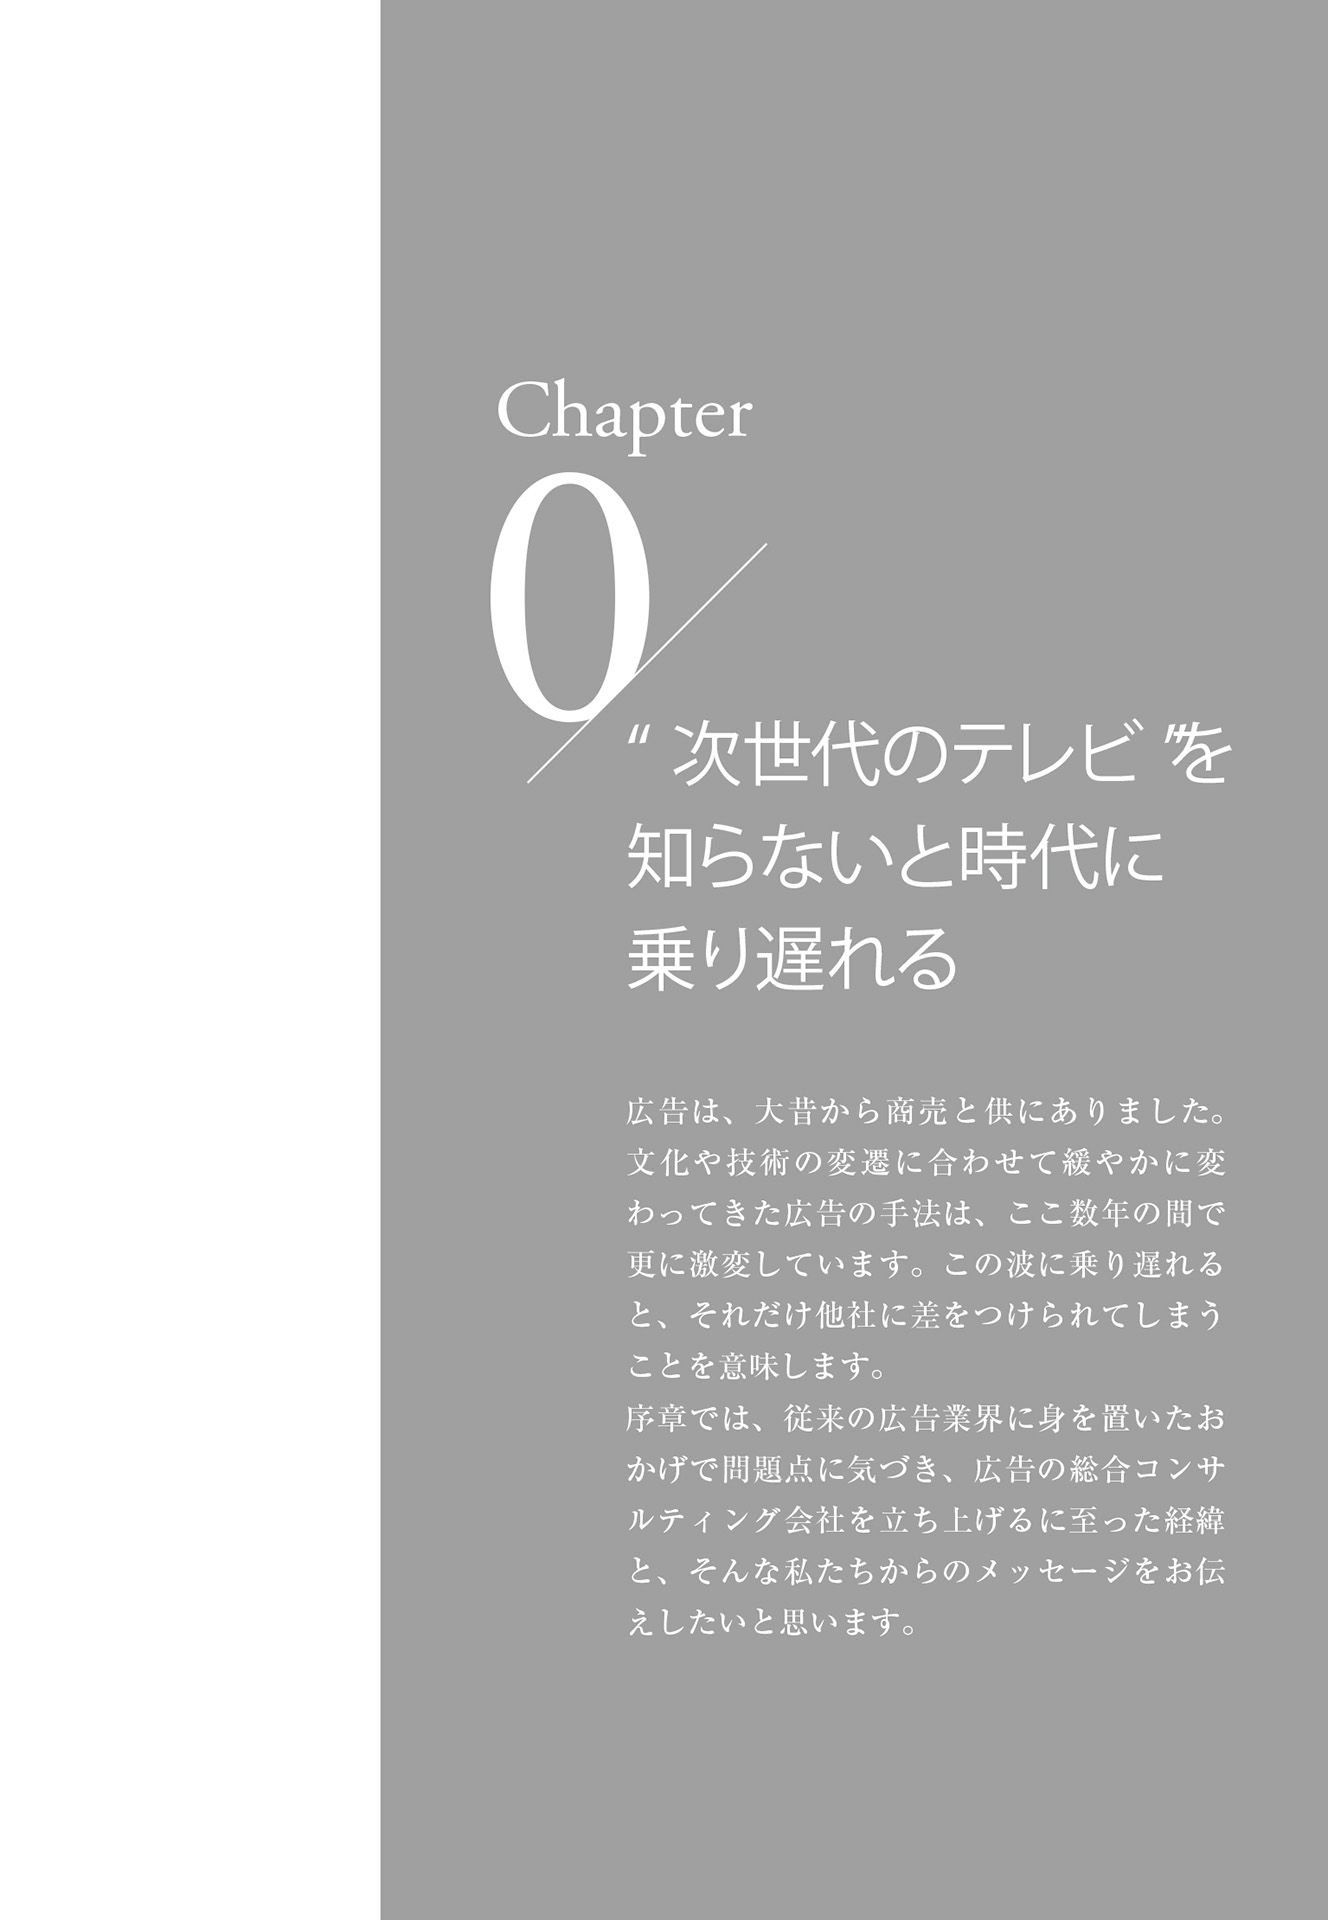 Chapter
0
“ 次世代のテレビ ”を
知らないと時代に
乗り遅れる
広告は、大昔から商売と供にありました。
文化や技術の変遷に合わせて緩やかに変
わってきた広告の手法は、ここ数年の間で
更に激変しています。この波に乗り遅れる
と、それだけ他社に差をつけられてしまう
ことを意味します。
序章では、従来の広告業界に身を置いたお
かげで問題点に気づき、広告の総合コンサ
ルティング会社を立ち上げるに至った経緯
と、そんな私たちからのメッセージをお伝
えしたいと思います。